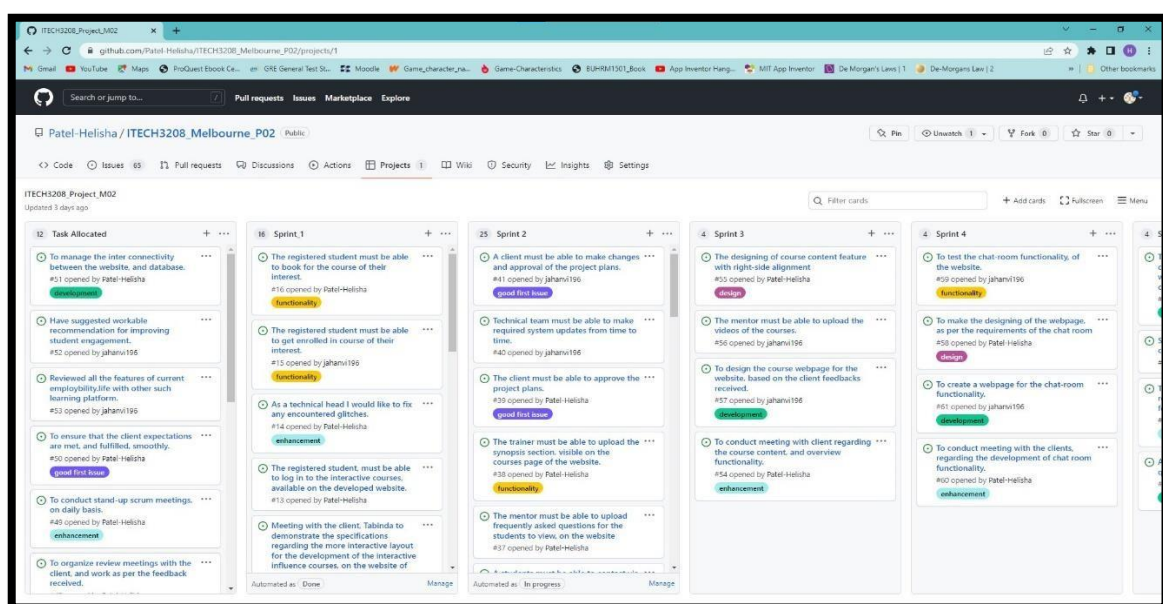 ITECH3208_Project_M02
github.com/Patel-Helisha/ITECH3208_Melbourne_P02/projects/1
Gmail YouTube Maps ProQuest Ebook Ce... GRE General Test St... Moodle Game_character_na... Game-Characteristics BUHRM1501_Book App Inventor Hang... MIT App Inventor De Morgan's Laws | 1 De-Morgans Law | 2 » Other bookmarks
Search or jump to... / Pull requests Issues Marketplace Explore
Patel-Helisha / ITECH3208_Melbourne_P02 Public
Pin Unwatch 1 Fork 0 Star 0
Code Issues 65 Pull requests Discussions Actions Projects 1 Wiki Security Insights Settings
ITECH3208_Project_M02
Updated 3 days ago
Filter cards + Add cards Fullscreen Menu
12 Task Allocated
To manage the inter connectivity
between the website, and database.
#51 opened by Patel-Helisha
development
Have suggested workable
recommendation for improving
student engagement.
#52 opened by jahanvi196
Reviewed all the features of current
employbility.life with other such
learning platform.
#53 opened by jahanvi196
To ensure that the client expectations
are met, and fulfilled, smoothly.
#50 opened by Patel-Helisha
good first issue
To conduct stand-up scrum meetings,
on daily basis.
#49 opened by Patel-Helisha
enhancement
To organize review meetings with the
client, and work as per the feedback
received.
16 Sprint_1
The registered student must be able
to book for the course of their
interest.
#16 opened by Patel-Helisha
functionality
The registered student must be able
to get enrolled in course of their
interest.
#15 opened by jahanvi196
functionality
As a technical head I would like to fix
any encountered glitches.
#14 opened by jahanvi196
enhancement
The registered student, must be able
to log in to the interactive courses,
available on the developed website.
#13 opened by Patel-Helisha
Meeting with the client, Tabinda to
demonstrate the specifications
regarding the more interactive layout
for the development of the interactive
influence courses, on the website of
Automated as Done Manage
25 Sprint 2
A client must be able to make changes
and approval of the project plans.
#41 opened by jahanvi196
good first issue
Technical team must be able to make
required system updates from time to
time.
#40 opened by jahanvi196
The client must be able to approve the
project plans.
#39 opened by Patel-Helisha
good first issue
The trainer must be able to upload the
synopsis section, visible on the
courses page of the website.
#38 opened by Patel-Helisha
functionality
The mentor must be able to upload
frequently asked questions for the
students to view, on the website
#37 opened by Patel-Helisha
Automated as In progress Manage
4 Sprint 3
The designing of course content feature
with right-side alignment
#55 opened by Patel-Helisha
design
The mentor must be able to upload the
videos of the courses.
#56 opened by jahanvi196
To design the course webpage for the
website, based on the client feedbacks
received.
#57 opened by jahanvi196
development
To conduct meeting with client regarding
the course content, and overview
functionality.
#54 opened by Patel-Helisha
enhancement
4 Sprint 4
To test the chat-room functionality, of
the website.
#59 opened by jahanvi196
functionality
To make the designing of the webpage,
as per the requirements of the chat room
#58 opened by Patel-Helisha
design
To create a webpage for the chat-room
functionality.
#61 opened by jahanvi196
development
To conduct meeting with the clients,
regarding the development of chat room
functionality.
#60 opened by Patel-Helisha
enhancement
4 S